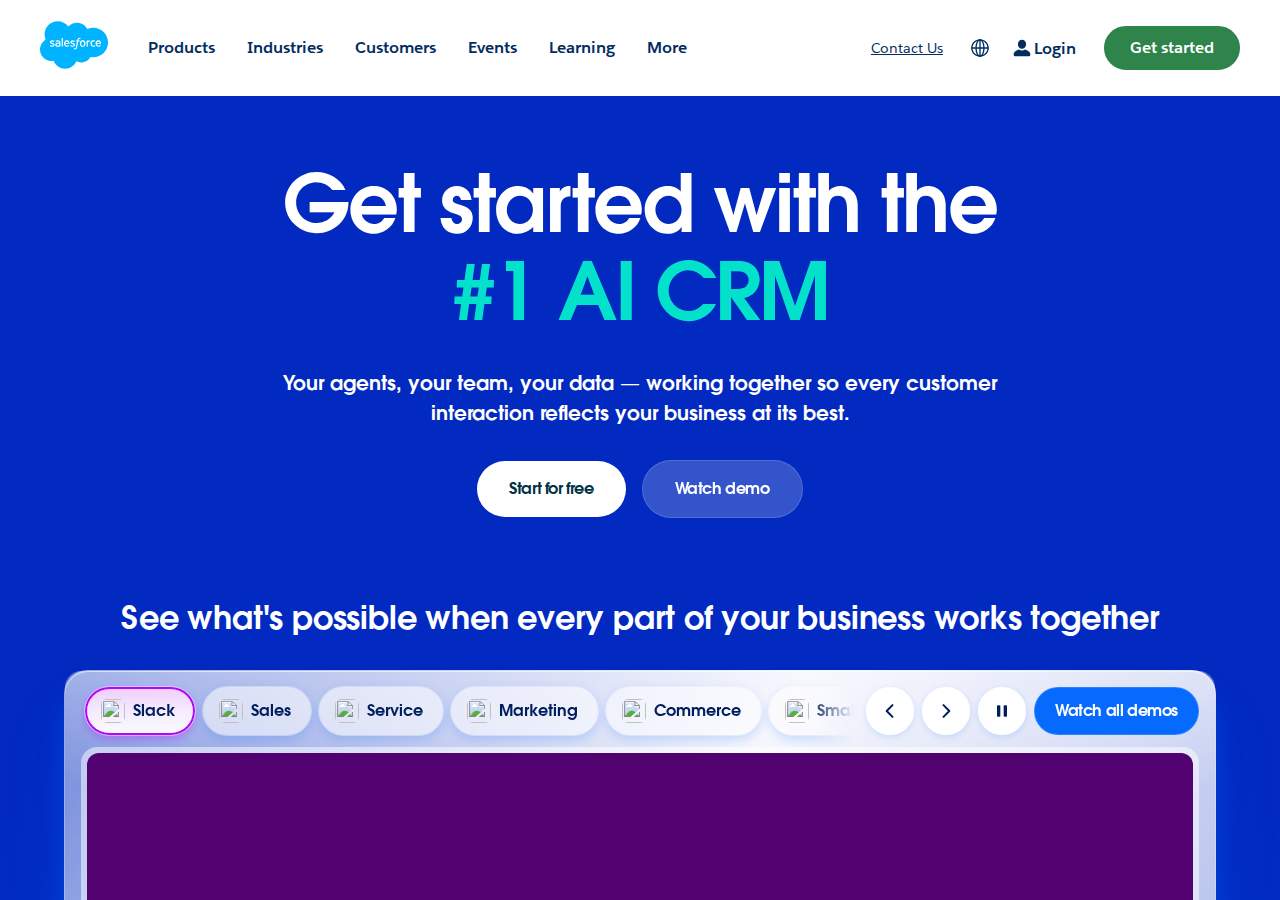 salesforce
Products Industries Customers Events Learning More Contact Us Login Get started
Get started with the
#1 AI CRM
Your agents, your team, your data — working together so every customer
interaction reflects your business at its best.
Start for free Watch demo
See what's possible when every part of your business works together
Slack Sales Service Marketing Commerce Sma Watch all demos